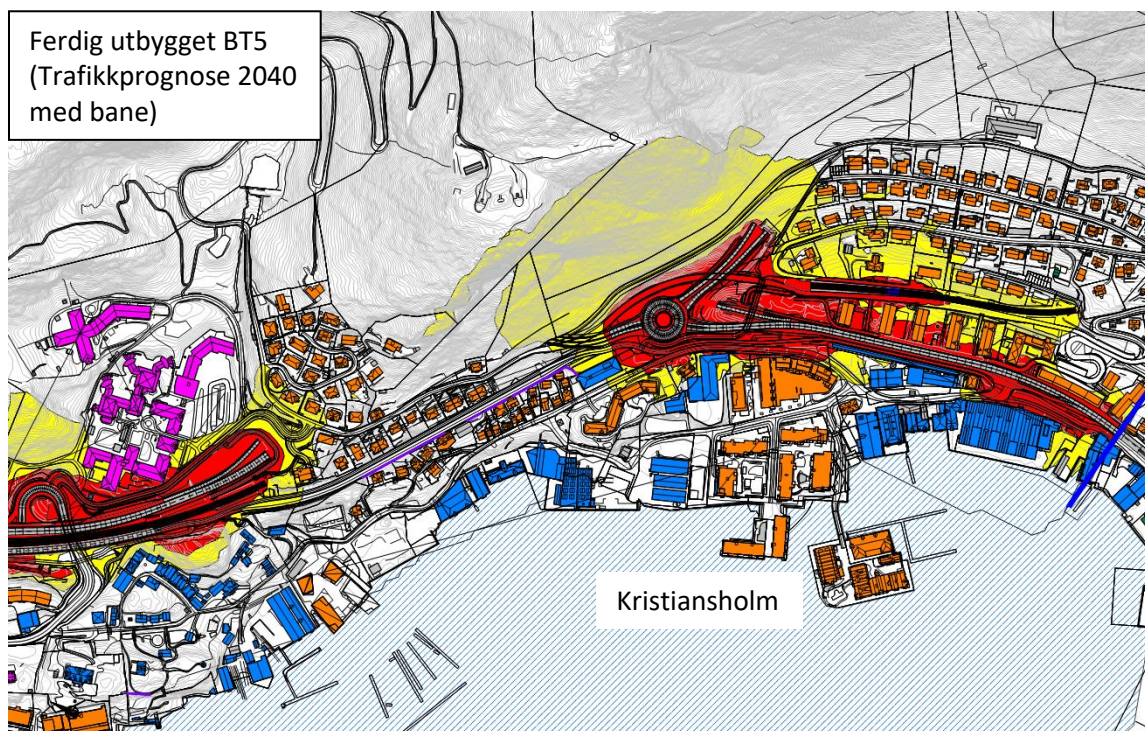 Ferdig utbygget BT5
(Trafikkprognose 2040
med bane)
Kristiansholm